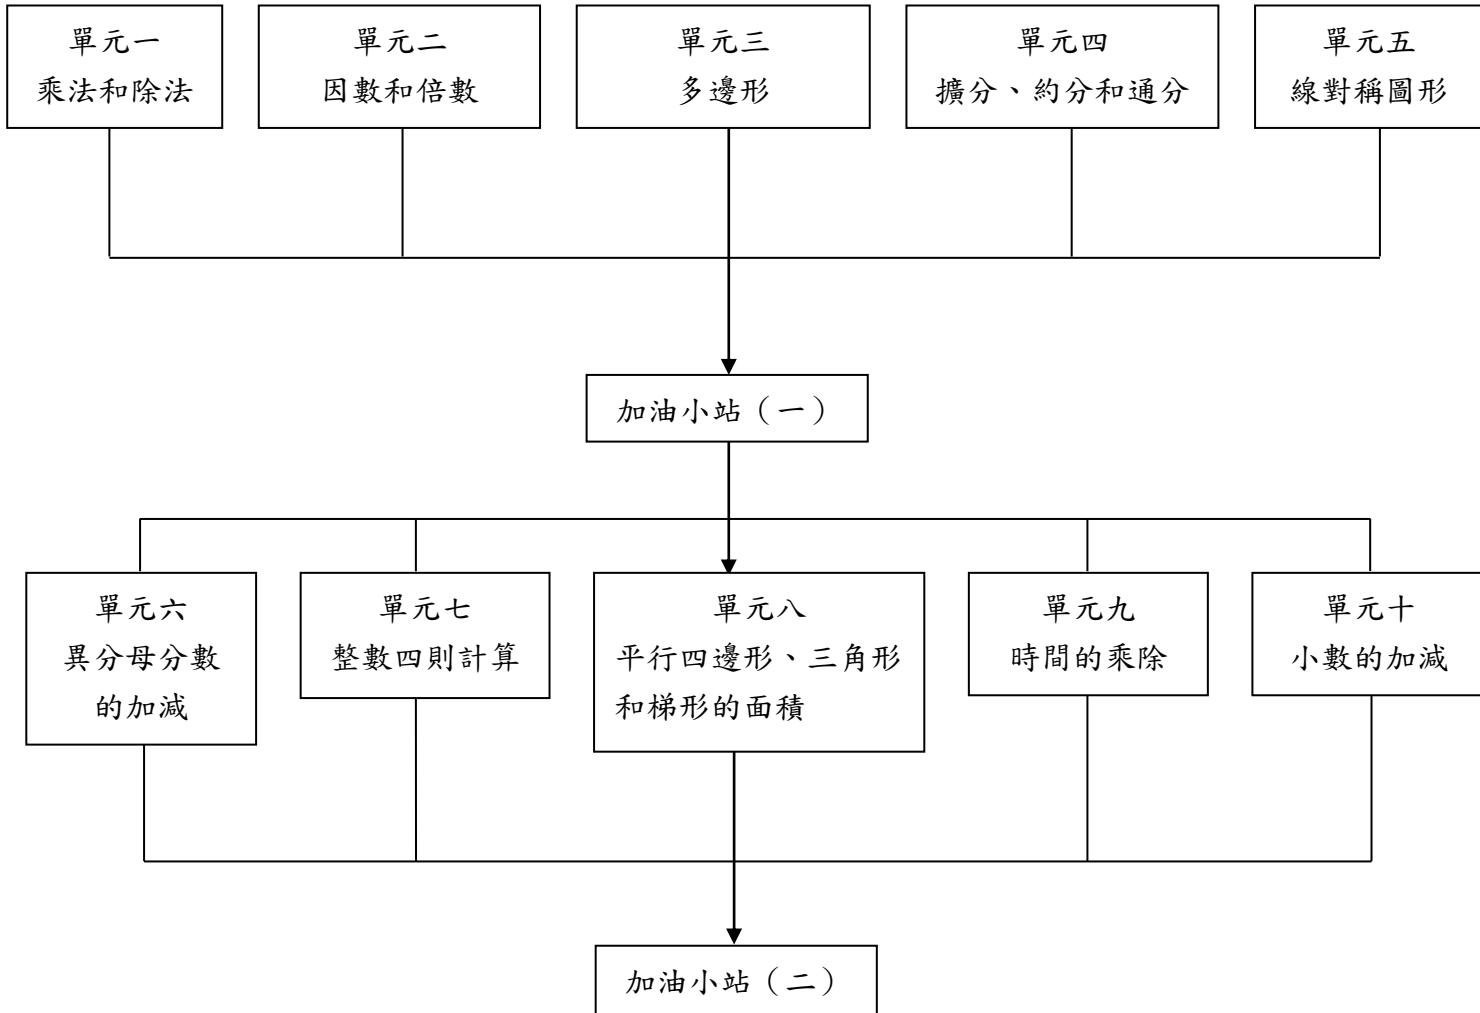 單元一
乘法和除法
單元二
因數和倍數
單元三
多邊形
單元四
擴分、約分和通分
單元五
線對稱圖形
加油小站（一）
單元六
異分母分數
的加減
單元七
整數四則計算
單元八
平行四邊形、三角形
和梯形的面積
單元九
時間的乘除
單元十
小數的加減
加油小站（二）